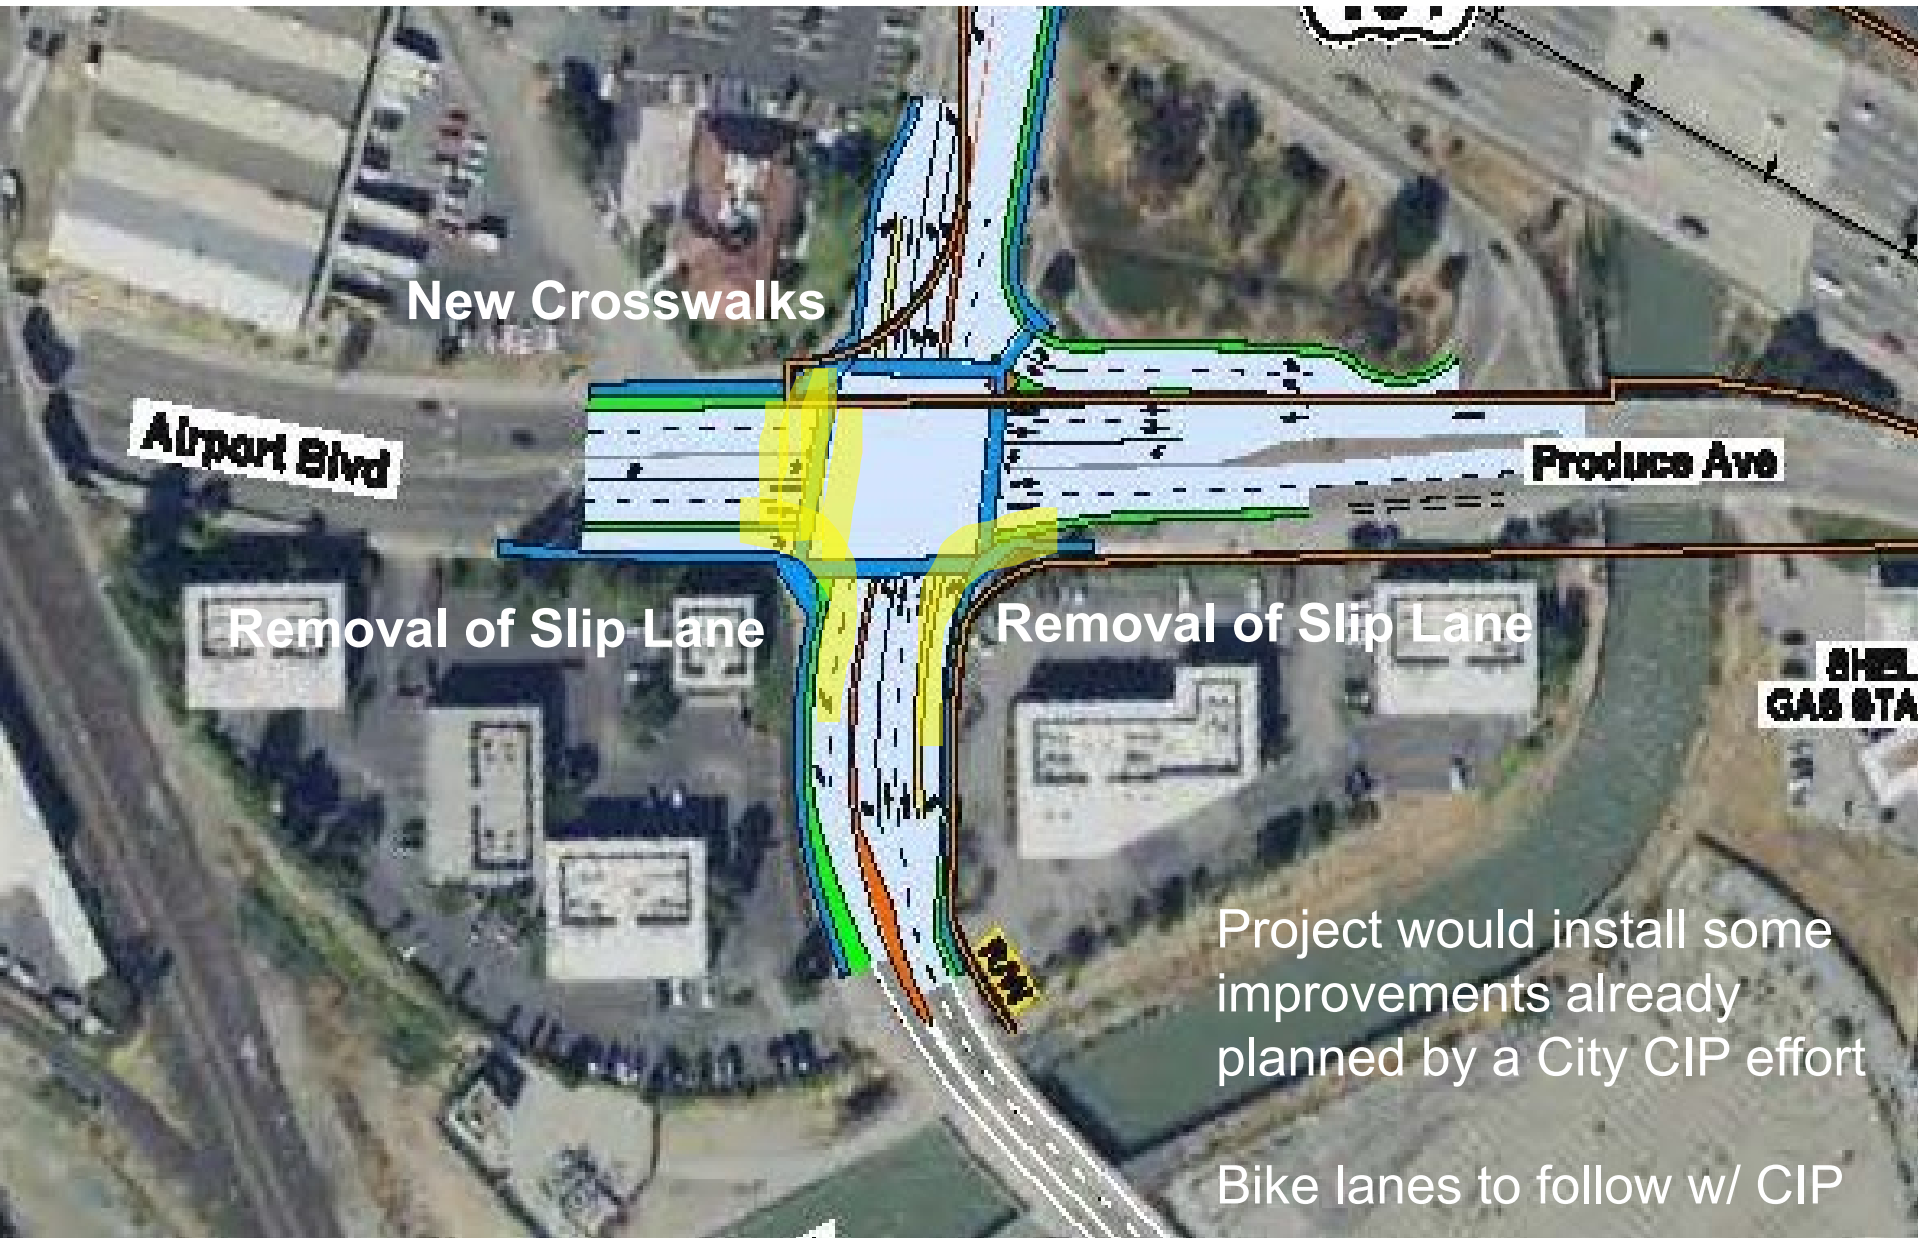 101
New Crosswalks
Airport Blvd
Produce Ave
Removal of Slip Lane
Removal of Slip Lane
SHELL
GAS STA
R/W
Project would install some
improvements already
planned by a City CIP effort
Bike lanes to follow w/ CIP